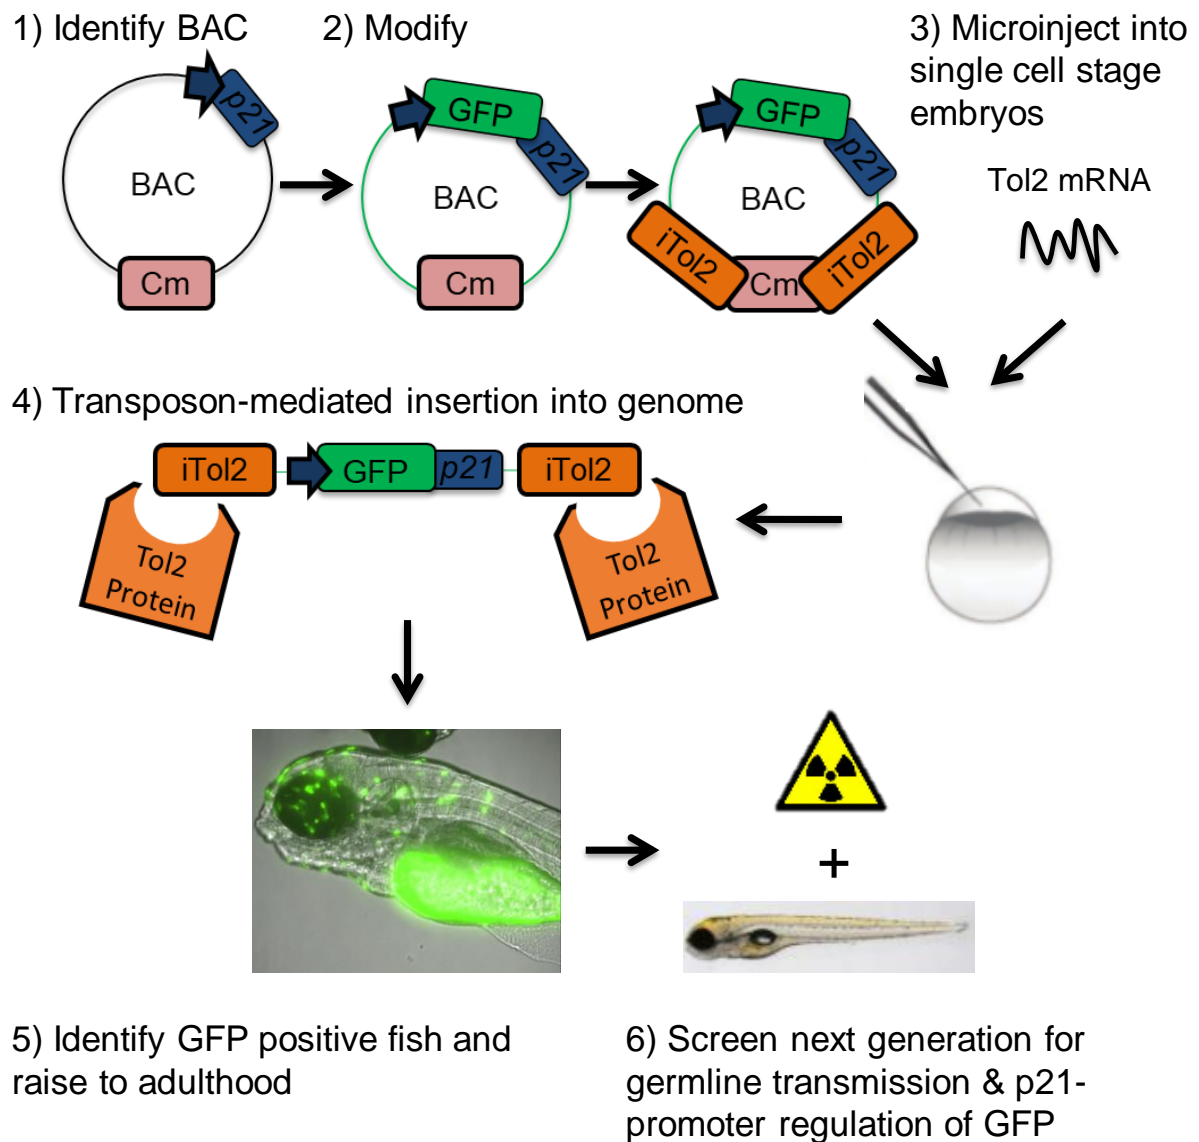 1) Identify BAC
2) Modify
3) Microinject into
single cell stage
embryos
p21
BAC
Cm
GFP
p21
BAC
Cm
GFP
p21
BAC
iTol2
Cm
iTol2
Tol2 mRNA
4) Transposon-mediated insertion into genome
iTol2
GFP
p21
iTol2
Tol2
Protein
Tol2
Protein
+
5) Identify GFP positive fish and
raise to adulthood
6) Screen next generation for
germline transmission & p21-
promoter regulation of GFP